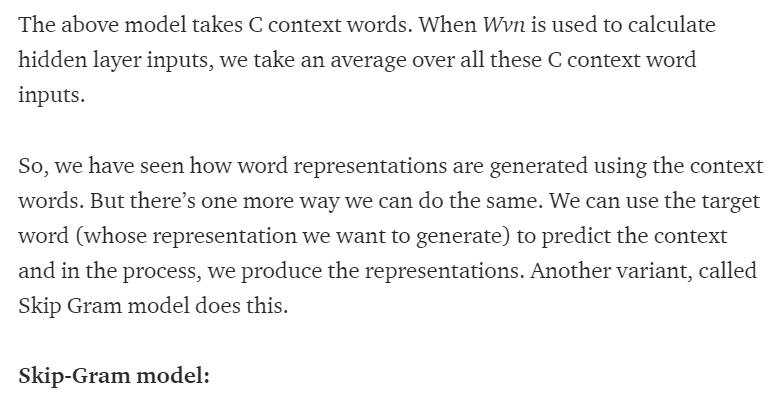 The above model takes C context words. When Wvn is used to calculate
hidden layer inputs, we take an average over all these C context word
inputs.
So, we have seen how word representations are generated using the context
words. But there’s one more way we can do the same. We can use the target
word (whose representation we want to generate) to predict the context
and in the process, we produce the representations. Another variant, called
Skip Gram model does this.
Skip-Gram model: